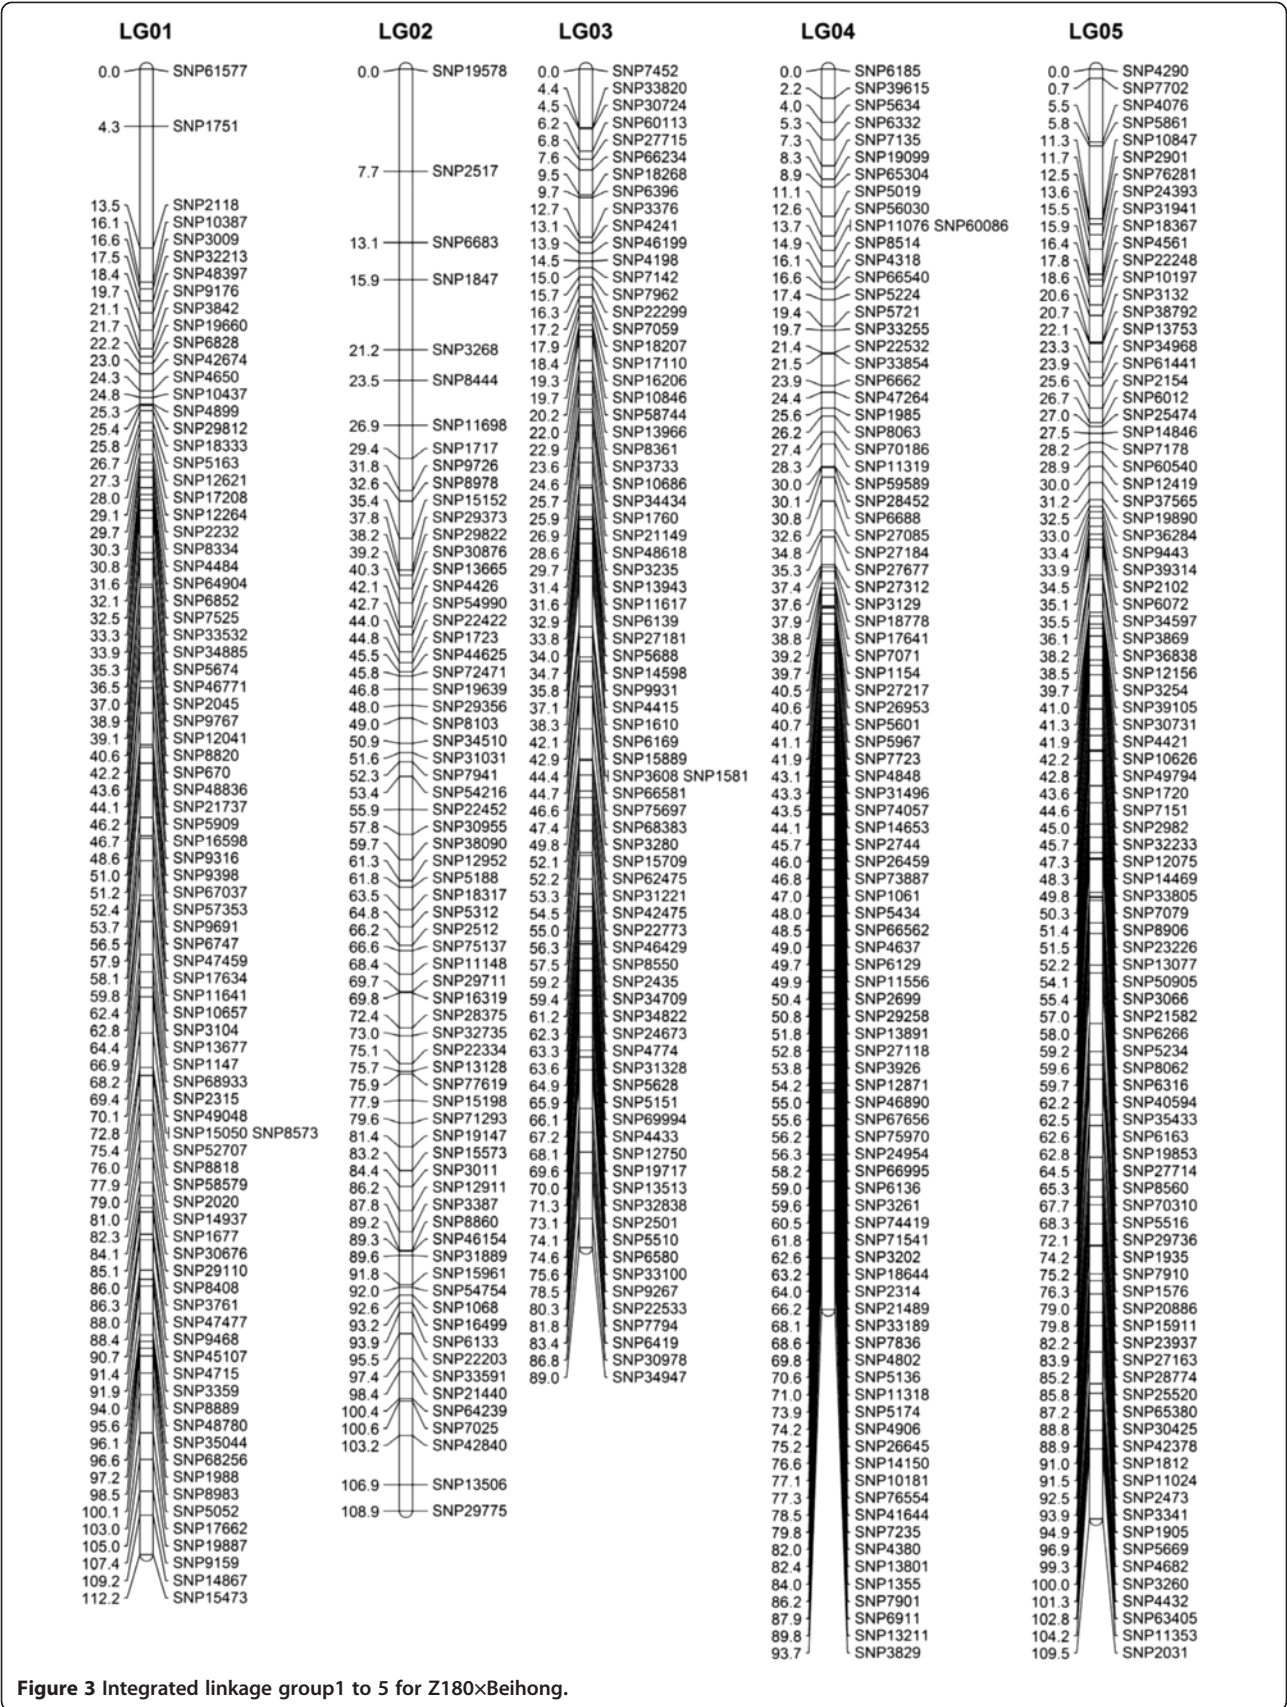 LG01
0.0 SNP61577
4.3 SNP1751
13.5 SNP2118
16.1 SNP10387
16.6 SNP3009
17.5 SNP32213
18.4 SNP48397
19.7 SNP9176
21.1 SNP3842
21.7 SNP19660
22.2 SNP6828
23.0 SNP42674
24.3 SNP4650
24.8 SNP10437
25.3 SNP4899
25.4 SNP29812
25.8 SNP18333
26.7 SNP5163
27.3 SNP12621
28.0 SNP17208
29.1 SNP12264
29.7 SNP2232
30.3 SNP8334
30.8 SNP4484
31.6 SNP64904
32.1 SNP6852
32.5 SNP7525
33.3 SNP33532
33.9 SNP34885
35.3 SNP5674
36.5 SNP46771
37.0 SNP2045
38.9 SNP9767
39.1 SNP12041
40.6 SNP8820
42.2 SNP670
43.6 SNP48836
44.1 SNP21737
46.2 SNP5909
46.7 SNP16598
48.6 SNP9316
51.0 SNP9398
51.2 SNP67037
52.4 SNP57353
53.7 SNP9691
56.5 SNP6747
57.9 SNP47459
58.1 SNP17634
59.8 SNP11641
62.4 SNP10657
62.8 SNP3104
64.4 SNP13677
66.9 SNP1147
68.2 SNP68933
69.4 SNP2315
70.1 SNP49048
72.8 SNP15050 SNP8573
75.4 SNP52707
76.0 SNP8818
77.9 SNP58579
79.0 SNP2020
81.0 SNP14937
82.3 SNP1677
84.1 SNP30676
85.1 SNP29110
86.0 SNP8408
86.3 SNP3761
88.0 SNP47477
88.4 SNP9468
90.7 SNP45107
91.4 SNP4715
91.9 SNP3359
94.0 SNP8889
95.6 SNP48780
96.1 SNP35044
96.6 SNP68256
97.2 SNP1988
98.5 SNP8983
100.1 SNP5052
103.0 SNP17662
105.0 SNP19887
107.4 SNP9159
109.2 SNP14867
112.2 SNP15473
LG02
0.0 SNP19578
7.7 SNP2517
13.1 SNP6683
15.9 SNP1847
21.2 SNP3268
23.5 SNP8444
26.9 SNP11698
29.4 SNP1717
31.8 SNP9726
32.6 SNP8978
35.4 SNP15152
37.8 SNP29373
38.2 SNP29822
39.2 SNP30876
40.3 SNP13665
42.1 SNP4426
42.7 SNP54990
44.0 SNP22422
44.8 SNP1723
45.5 SNP44625
45.8 SNP72471
46.8 SNP19639
48.0 SNP29356
49.0 SNP8103
50.9 SNP34510
51.6 SNP31031
52.3 SNP7941
53.4 SNP54216
55.9 SNP22452
57.8 SNP30955
59.7 SNP38090
61.3 SNP12952
61.8 SNP5188
63.5 SNP18317
64.8 SNP5312
66.2 SNP2512
66.6 SNP75137
68.4 SNP11148
69.7 SNP29711
69.8 SNP16319
72.4 SNP28375
73.0 SNP32735
75.1 SNP22334
75.7 SNP13128
75.9 SNP77619
77.9 SNP15198
79.6 SNP71293
81.4 SNP19147
83.2 SNP15573
84.4 SNP3011
86.2 SNP12911
87.8 SNP3387
89.2 SNP8860
89.3 SNP46154
89.6 SNP31889
91.8 SNP15961
92.0 SNP54754
92.6 SNP1068
93.2 SNP16499
93.9 SNP6133
95.5 SNP22203
97.4 SNP33591
98.4 SNP21440
100.4 SNP64239
100.6 SNP7025
103.2 SNP42840
106.9 SNP13506
108.9 SNP29775
LG03
0.0 SNP7452
4.4 SNP33820
4.5 SNP30724
6.2 SNP60113
6.8 SNP27715
7.6 SNP66234
9.5 SNP18268
9.7 SNP6396
12.7 SNP3376
13.1 SNP4241
13.9 SNP46199
14.5 SNP4198
15.0 SNP7142
15.7 SNP7962
16.3 SNP22299
17.2 SNP7059
17.9 SNP18207
18.4 SNP17110
19.3 SNP16206
19.7 SNP10846
20.2 SNP58744
22.0 SNP13966
22.9 SNP8361
23.6 SNP3733
24.6 SNP10686
25.7 SNP34434
25.9 SNP1760
26.9 SNP21149
28.6 SNP48618
29.7 SNP3235
31.4 SNP13943
31.6 SNP11617
32.9 SNP6139
33.8 SNP27181
34.0 SNP5688
34.7 SNP14598
35.8 SNP9931
37.1 SNP4415
38.3 SNP1610
42.1 SNP6169
42.9 SNP15889
44.4 SNP3608 SNP1581
44.7 SNP66581
46.6 SNP75697
47.4 SNP68383
49.8 SNP3280
52.1 SNP15709
52.2 SNP62475
53.3 SNP31221
54.5 SNP42475
55.0 SNP22773
56.3 SNP46429
57.5 SNP8550
59.2 SNP2435
59.4 SNP34709
61.2 SNP34822
62.3 SNP24673
63.3 SNP4774
63.6 SNP31328
64.9 SNP5628
65.9 SNP5151
66.1 SNP69994
67.2 SNP4433
68.1 SNP12750
69.6 SNP19717
70.0 SNP13513
71.3 SNP32838
73.1 SNP2501
74.1 SNP5510
74.6 SNP6580
75.6 SNP33100
78.5 SNP9267
80.3 SNP22533
81.8 SNP7794
83.4 SNP6419
86.8 SNP30978
89.0 SNP34947
LG04
0.0 SNP6185
2.2 SNP39615
4.0 SNP5634
5.3 SNP6332
7.3 SNP7135
8.3 SNP19099
8.9 SNP65304
11.1 SNP5019
12.6 SNP56030
13.7 SNP11076 SNP60086
14.9 SNP8514
16.1 SNP4318
16.6 SNP66540
17.4 SNP5224
19.4 SNP5721
19.7 SNP33255
21.4 SNP22532
21.5 SNP33854
23.9 SNP6662
24.4 SNP47264
25.6 SNP1985
26.2 SNP8063
27.4 SNP70186
28.3 SNP11319
30.0 SNP59589
30.1 SNP28452
30.8 SNP6688
32.6 SNP27085
34.8 SNP27184
35.3 SNP27677
37.4 SNP27312
37.6 SNP3129
37.9 SNP18778
38.8 SNP17641
39.2 SNP7071
39.7 SNP1154
40.5 SNP27217
40.6 SNP26953
40.7 SNP5601
41.1 SNP5967
41.9 SNP7723
43.1 SNP4848
43.3 SNP31496
43.5 SNP74057
44.1 SNP14653
45.7 SNP2744
46.0 SNP26459
46.8 SNP73887
47.0 SNP1061
48.0 SNP5434
48.5 SNP66562
49.0 SNP4637
49.7 SNP6129
49.9 SNP11556
50.4 SNP2699
50.8 SNP29258
51.8 SNP13891
52.8 SNP27118
53.8 SNP3926
54.2 SNP12871
55.0 SNP46890
55.6 SNP67656
56.2 SNP75970
56.3 SNP24954
58.2 SNP66995
59.0 SNP6136
59.6 SNP3261
60.5 SNP74419
61.8 SNP71541
62.6 SNP3202
63.2 SNP18644
64.0 SNP2314
66.2 SNP21489
68.1 SNP33189
68.6 SNP7836
69.8 SNP4802
70.6 SNP5136
71.0 SNP11318
73.9 SNP5174
74.2 SNP4906
75.2 SNP26645
76.6 SNP14150
77.1 SNP10181
77.3 SNP76554
78.5 SNP41644
79.8 SNP7235
82.0 SNP4380
82.4 SNP13801
84.0 SNP1355
86.2 SNP7901
87.9 SNP6911
89.8 SNP13211
93.7 SNP3829
LG05
0.0 SNP4290
0.7 SNP7702
5.5 SNP4076
5.8 SNP5861
11.3 SNP10847
11.7 SNP2901
12.5 SNP76281
13.6 SNP24393
15.5 SNP31941
15.9 SNP18367
16.4 SNP4561
17.8 SNP22248
18.6 SNP10197
20.6 SNP3132
20.7 SNP38792
22.1 SNP13753
23.3 SNP34968
23.9 SNP61441
25.6 SNP2154
26.7 SNP6012
27.0 SNP25474
27.5 SNP14846
28.2 SNP7178
28.9 SNP60540
30.0 SNP12419
31.2 SNP37565
32.5 SNP19890
33.0 SNP36284
33.4 SNP9443
33.9 SNP39314
34.5 SNP2102
35.1 SNP6072
35.5 SNP34597
36.1 SNP3869
38.2 SNP36838
38.5 SNP12156
39.7 SNP3254
41.0 SNP39105
41.3 SNP30731
41.9 SNP4421
42.2 SNP10626
42.8 SNP49794
43.6 SNP1720
44.6 SNP7151
45.0 SNP2982
45.7 SNP32233
47.3 SNP12075
48.3 SNP14469
49.8 SNP33805
50.3 SNP7079
51.4 SNP8906
51.5 SNP23226
52.2 SNP13077
54.1 SNP50905
55.4 SNP3066
57.0 SNP21582
58.0 SNP6266
59.2 SNP5234
59.6 SNP8062
59.7 SNP6316
62.2 SNP40594
62.5 SNP35433
62.6 SNP6163
62.8 SNP19853
64.5 SNP27714
65.3 SNP8560
67.7 SNP70310
68.3 SNP5516
72.1 SNP29736
74.2 SNP1935
75.2 SNP7910
76.3 SNP1576
79.0 SNP20886
79.8 SNP15911
82.2 SNP23937
83.9 SNP27163
85.2 SNP28774
85.8 SNP25520
87.2 SNP65380
88.8 SNP30425
88.9 SNP42378
91.0 SNP1812
91.5 SNP11024
92.5 SNP2473
93.9 SNP3341
94.9 SNP1905
96.9 SNP5669
99.3 SNP4682
100.0 SNP3260
101.3 SNP4432
102.8 SNP63405
104.2 SNP11353
109.5 SNP2031
Figure 3 Integrated linkage group1 to 5 for Z180×Beihong.